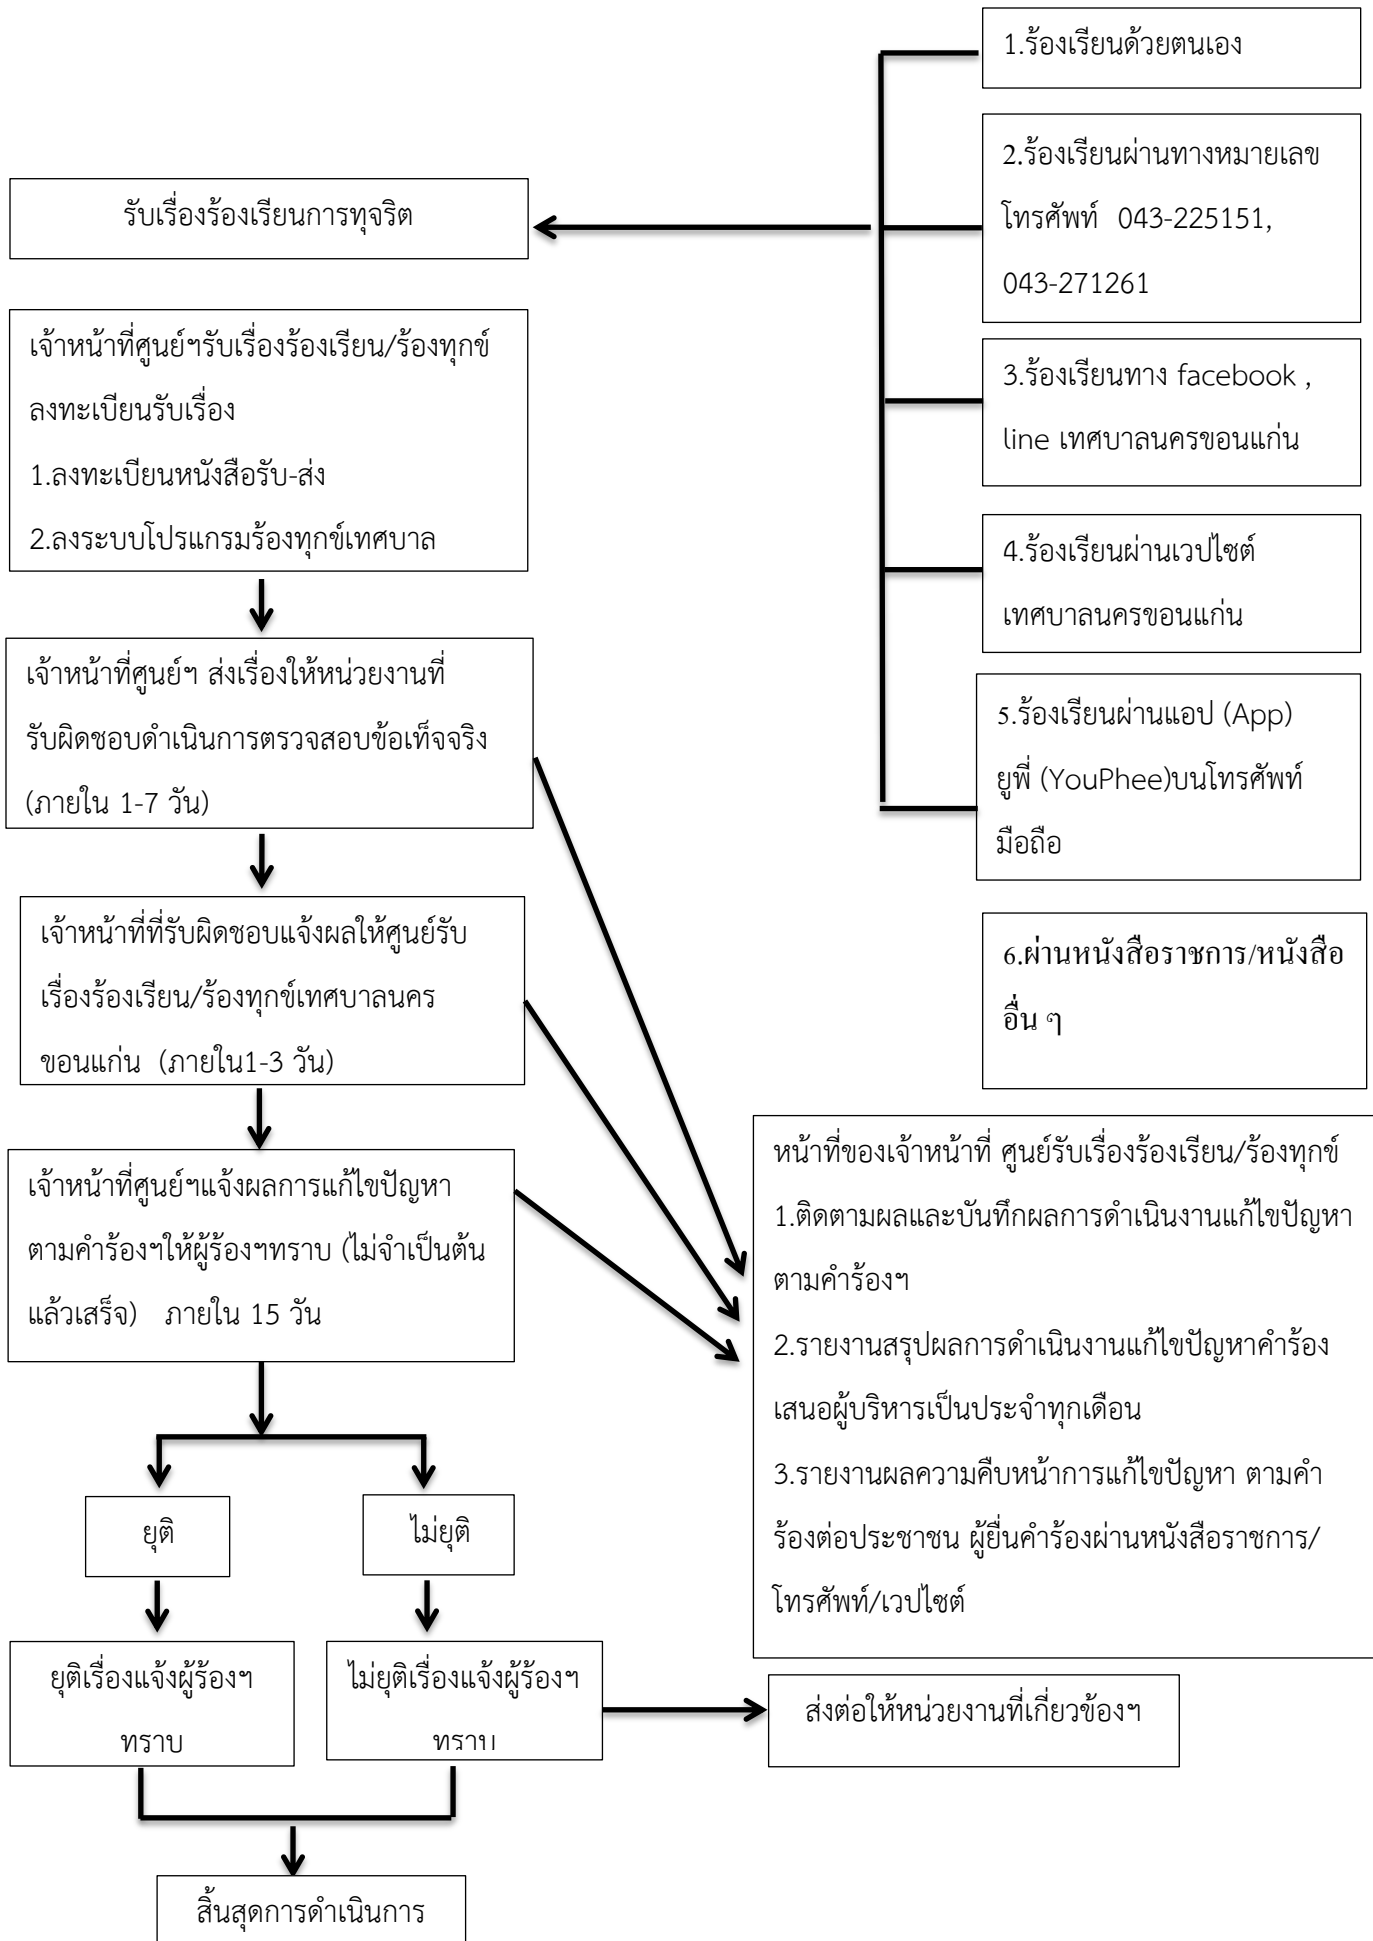 1.ร้องเรียนด้วยตนเอง
2.ร้องเรียนผ่านทางหมายเลข
โทรศัพท์ 043-225151,
043-271261
3.ร้องเรียนทาง facebook ,
line เทศบาลนครขอนแก่น
4.ร้องเรียนผ่านเวปไซต์
เทศบาลนครขอนแก่น
5.ร้องเรียนผ่านแอป (App)
ยูพี่ (YouPhee)บนโทรศัพท์
มือถือ
6.ผ่านหนังสือราชการ/หนังสือ
อื่น ๆ
รับเรื่องร้องเรียนการทุจริต
เจ้าหน้าที่ศูนย์ฯรับเรื่องร้องเรียน/ร้องทุกข์
ลงทะเบียนรับเรื่อง
1.ลงทะเบียนหนังสือรับ-ส่ง
2.ลงระบบโปรแกรมร้องทุกข์เทศบาล
เจ้าหน้าที่ศูนย์ฯ ส่งเรื่องให้หน่วยงานที่
รับผิดชอบดำเนินการตรวจสอบข้อเท็จจริง
(ภายใน 1-7 วัน)
เจ้าหน้าที่ที่รับผิดชอบแจ้งผลให้ศูนย์รับ
เรื่องร้องเรียน/ร้องทุกข์เทศบาลนคร
ขอนแก่น (ภายใน1-3 วัน)
เจ้าหน้าที่ศูนย์ฯแจ้งผลการแก้ไขปัญหา
ตามคำร้องฯให้ผู้ร้องฯทราบ (ไม่จำเป็นต้น
แล้วเสร็จ) ภายใน 15 วัน
หน้าที่ของเจ้าหน้าที่ ศูนย์รับเรื่องร้องเรียน/ร้องทุกข์
1.ติดตามผลและบันทึกผลการดำเนินงานแก้ไขปัญหา
ตามคำร้องฯ
2.รายงานสรุปผลการดำเนินงานแก้ไขปัญหาคำร้อง
เสนอผู้บริหารเป็นประจำทุกเดือน
3.รายงานผลความคืบหน้าการแก้ไขปัญหา ตามคำ
ร้องต่อประชาชน ผู้ยื่นคำร้องผ่านหนังสือราชการ/
โทรศัพท์/เวปไซต์
ยุติ
ไม่ยุติ
ยุติเรื่องแจ้งผู้ร้องฯ
ทราบ
ไม่ยุติเรื่องแจ้งผู้ร้องฯ
ทราบ
ส่งต่อให้หน่วยงานที่เกี่ยวข้องฯ
สิ้นสุดการดำเนินการ